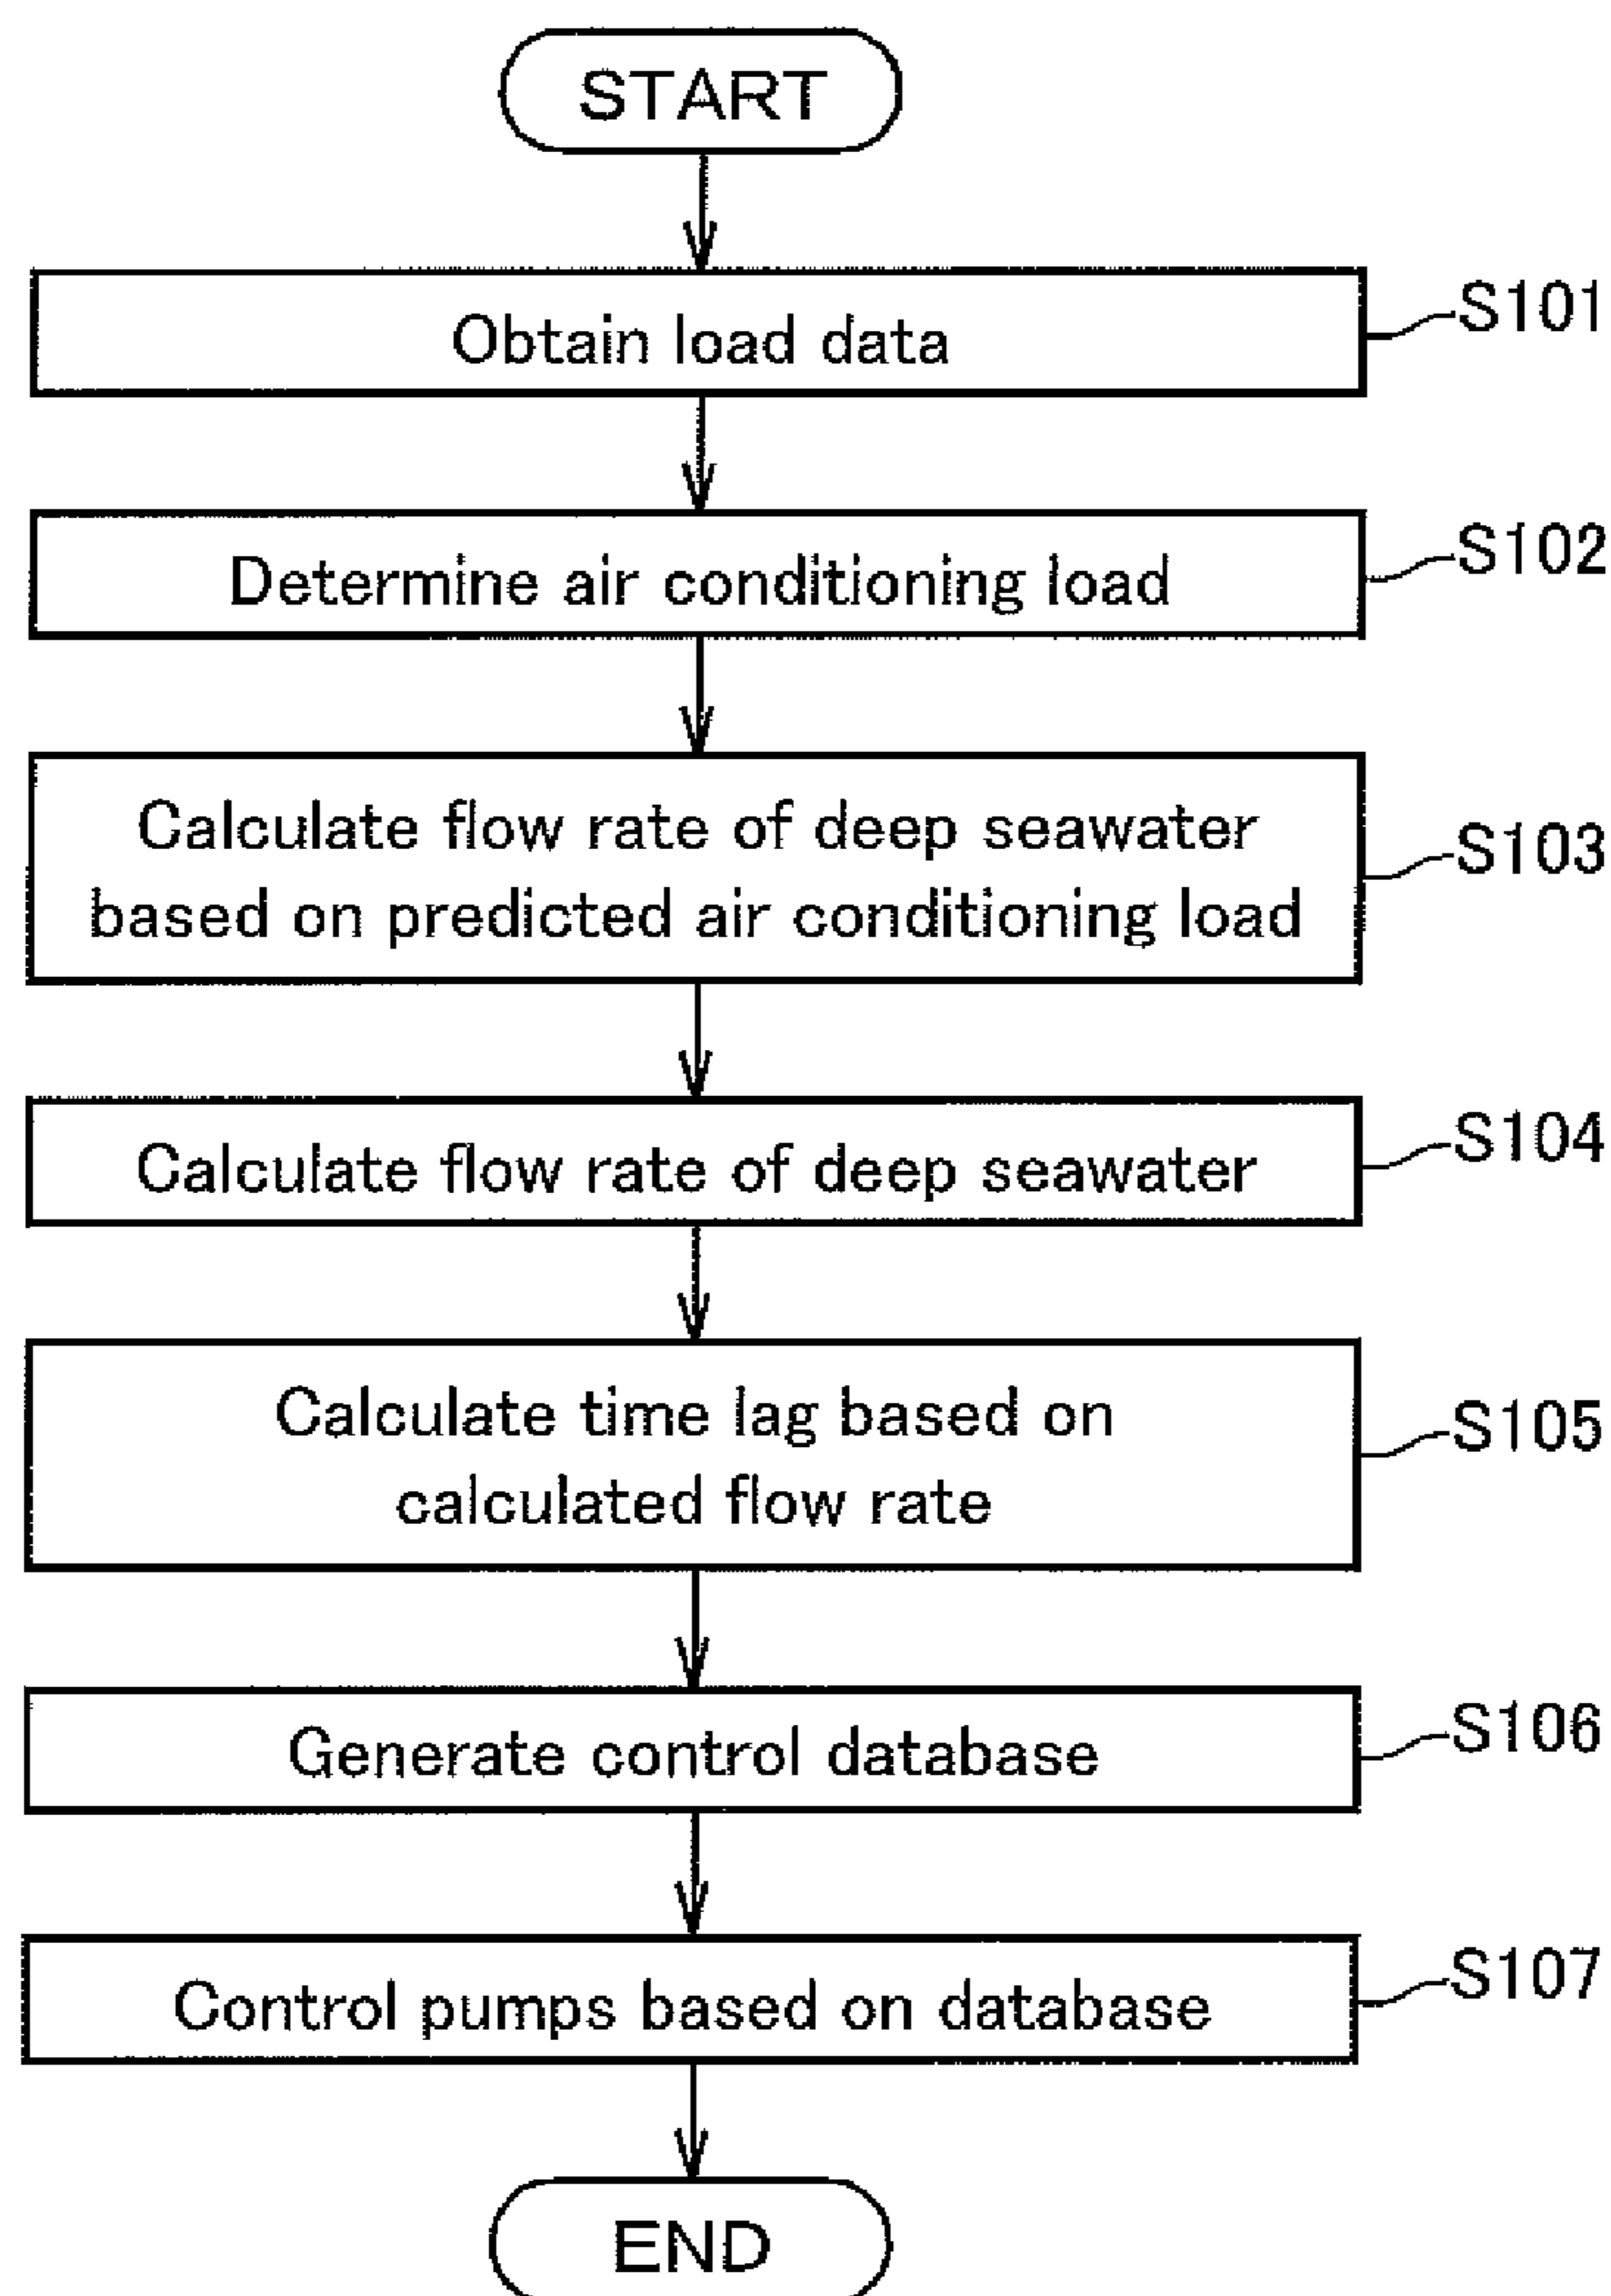 START
Obtain load data
S101
Determine air conditioning load
S102
Calculate flow rate of deep seawater
based on predicted air conditioning load
S103
Calculate flow rate of deep seawater
S104
Calculate time lag based on
calculated flow rate
S105
Generate control database
S106
Control pumps based on database
S107
END